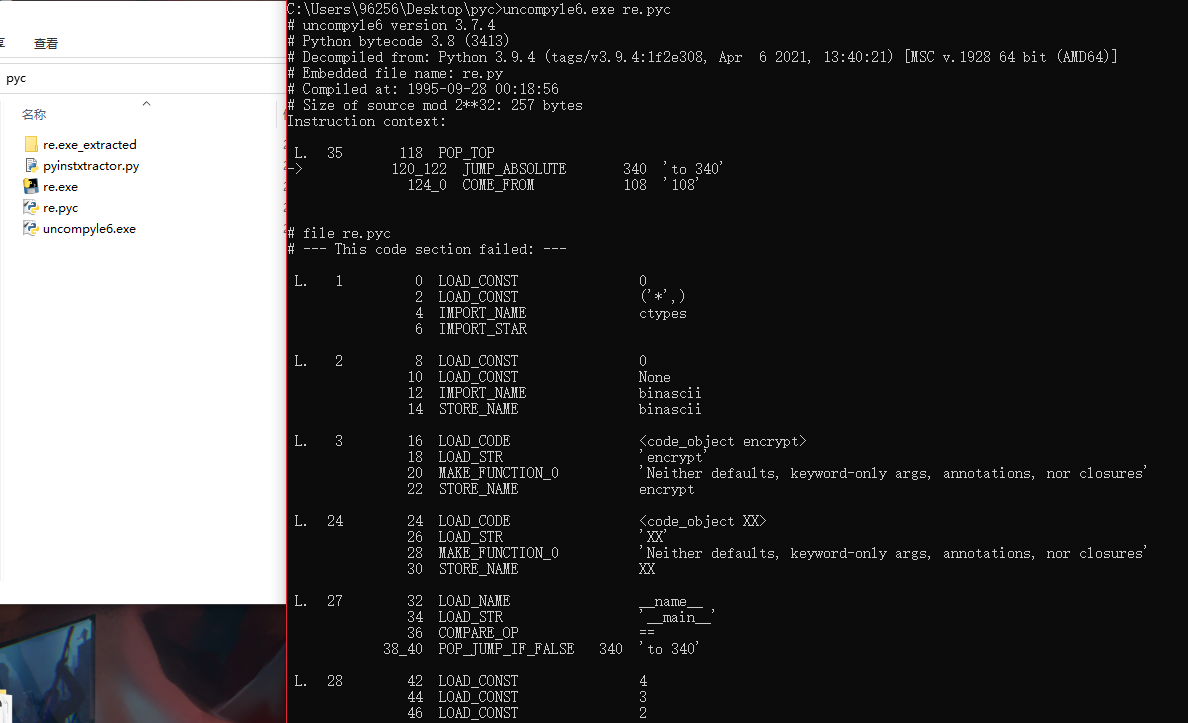 查看
pyc
名称
re.exe_extracted
pyinstxtractor.py
re.exe
re.pyc
uncompyle6.exe
C:\Users\96256\Desktop\pyc>uncompyle6.exe re.pyc
# uncompyle6 version 3.7.4
# Python bytecode 3.8 (3413)
# Decompiled from: Python 3.9.4 (tags/v3.9.4:1f2e308, Apr  6 2021, 13:40:21) [MSC v.1928 64 bit (AMD64)]
# Embedded file name: re.py
# Compiled at: 1995-09-28 00:18:56
# Size of source mod 2**32: 257 bytes
Instruction context:
L.  35       118  POP_TOP
->           120_122  JUMP_ABSOLUTE       340  'to 340'
124_0  COME_FROM           108  '108'
# file re.pyc
# --- This code section failed: ---
L.   1         0  LOAD_CONST               0
2  LOAD_CONST               ('*',)
4  IMPORT_NAME              ctypes
6  IMPORT_STAR
L.   2         8  LOAD_CONST               0
10  LOAD_CONST               None
12  IMPORT_NAME              binascii
14  STORE_NAME               binascii
L.   3        16  LOAD_CODE                <code_object encrypt>
18  LOAD_STR                 'encrypt'
20  MAKE_FUNCTION_0          'Neither defaults, keyword-only args, annotations, nor closures'
22  STORE_NAME               encrypt
L.  24        24  LOAD_CODE                <code_object XX>
26  LOAD_STR                 'XX'
28  MAKE_FUNCTION_0          'Neither defaults, keyword-only args, annotations, nor closures'
30  STORE_NAME               XX
L.  27        32  LOAD_NAME                __name__
34  LOAD_STR                 '__main__'
36  COMPARE_OP               ==
38_40  POP_JUMP_IF_FALSE   340  'to 340'
L.  28        42  LOAD_CONST               4
44  LOAD_CONST               3
46  LOAD_CONST               2